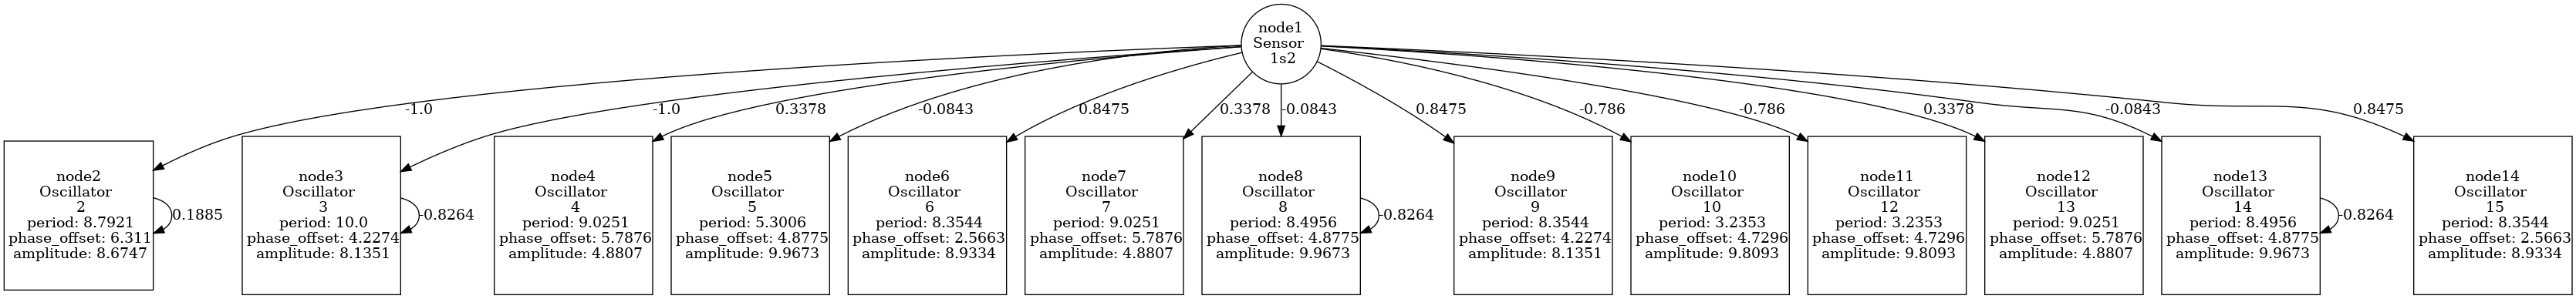 node1
Sensor
1s2
-1.0
-1.0
0.3378
-0.0843
0.8475
0.3378
-0.0843
0.8475
-0.786
-0.786
0.3378
-0.0843
0.8475
node2
Oscillator
2
period: 8.7921
phase_offset: 6.311
amplitude: 8.6747
0.1885
node3
Oscillator
3
period: 10.0
phase_offset: 4.2274
amplitude: 8.1351
-0.8264
node4
Oscillator
4
period: 9.0251
phase_offset: 5.7876
amplitude: 4.8807
node5
Oscillator
5
period: 5.3006
phase_offset: 4.8775
amplitude: 9.9673
node6
Oscillator
6
period: 8.3544
phase_offset: 2.5663
amplitude: 8.9334
node7
Oscillator
7
period: 9.0251
phase_offset: 5.7876
amplitude: 4.8807
node8
Oscillator
8
period: 8.4956
phase_offset: 4.8775
amplitude: 9.9673
-0.8264
node9
Oscillator
9
period: 8.3544
phase_offset: 4.2274
amplitude: 8.1351
node10
Oscillator
10
period: 3.2353
phase_offset: 4.7296
amplitude: 9.8093
node11
Oscillator
12
period: 3.2353
phase_offset: 4.7296
amplitude: 9.8093
node12
Oscillator
13
period: 9.0251
phase_offset: 5.7876
amplitude: 4.8807
node13
Oscillator
14
period: 8.4956
phase_offset: 4.8775
amplitude: 9.9673
-0.8264
node14
Oscillator
15
period: 8.3544
phase_offset: 2.5663
amplitude: 8.9334